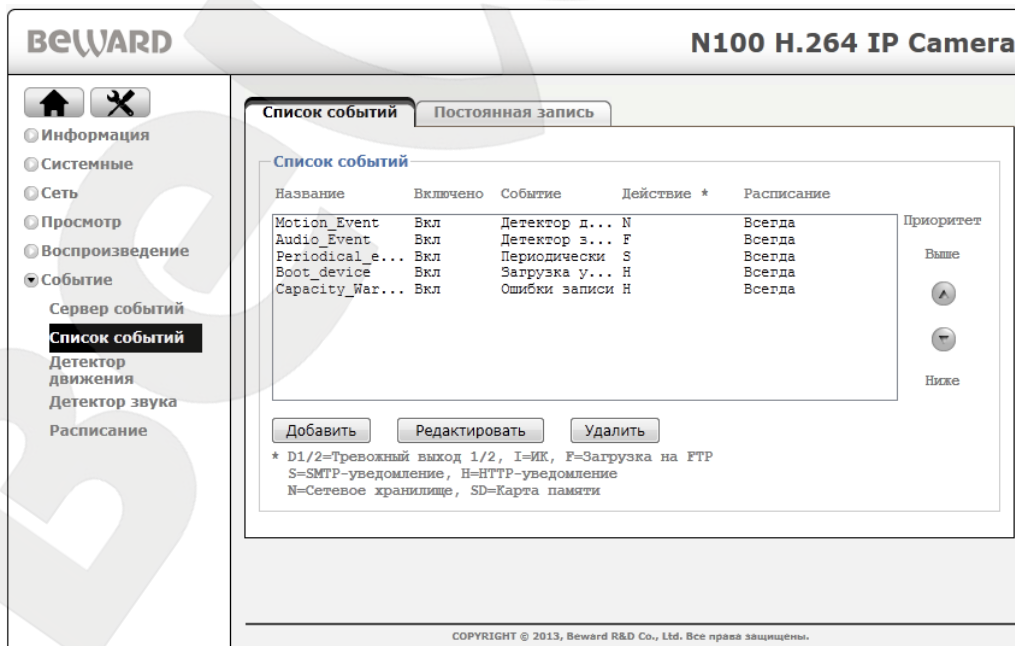 BEWARD
N100 H.264 IP Camera
Информация
Системные
Сеть
Просмотр
Воспроизведение
Событие
Сервер событий
Список событий
Детектор
движения
Детектор звука
Расписание
Список событий Постоянная запись
Список событий
Название Включено Событие Действие * Расписание
Motion_Event Вкл Детектор д... N Всегда
Audio_Event Вкл Детектор з... F Всегда
Periodical_e... Вкл Периодически S Всегда
Boot_device Вкл Загрузка у... H Всегда
Capacity_War... Вкл Ошибки записи H Всегда
Приоритет
Выше
Ниже
Добавить Редактировать Удалить
* D1/2=Тревожный выход 1/2, I=ИК, F=Загрузка на FTP
S=SMTP-уведомление, H=HTTP-уведомление
N=Сетевое хранилище, SD=Карта памяти
COPYRIGHT © 2013, Beward R&D Co., Ltd. Все права защищены.